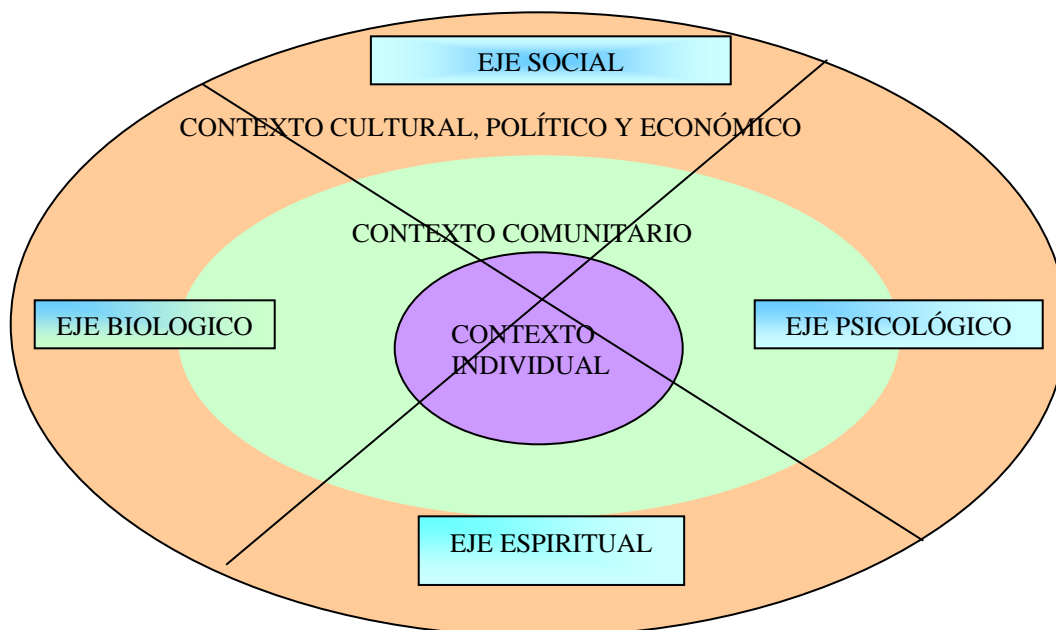 EJE SOCIAL
CONTEXTO CULTURAL, POLÍTICO Y ECONÓMICO
CONTEXTO COMUNITARIO
EJE BIOLOGICO
CONTEXTO
INDIVIDUAL
EJE PSICOLÓGICO
EJE ESPIRITUAL